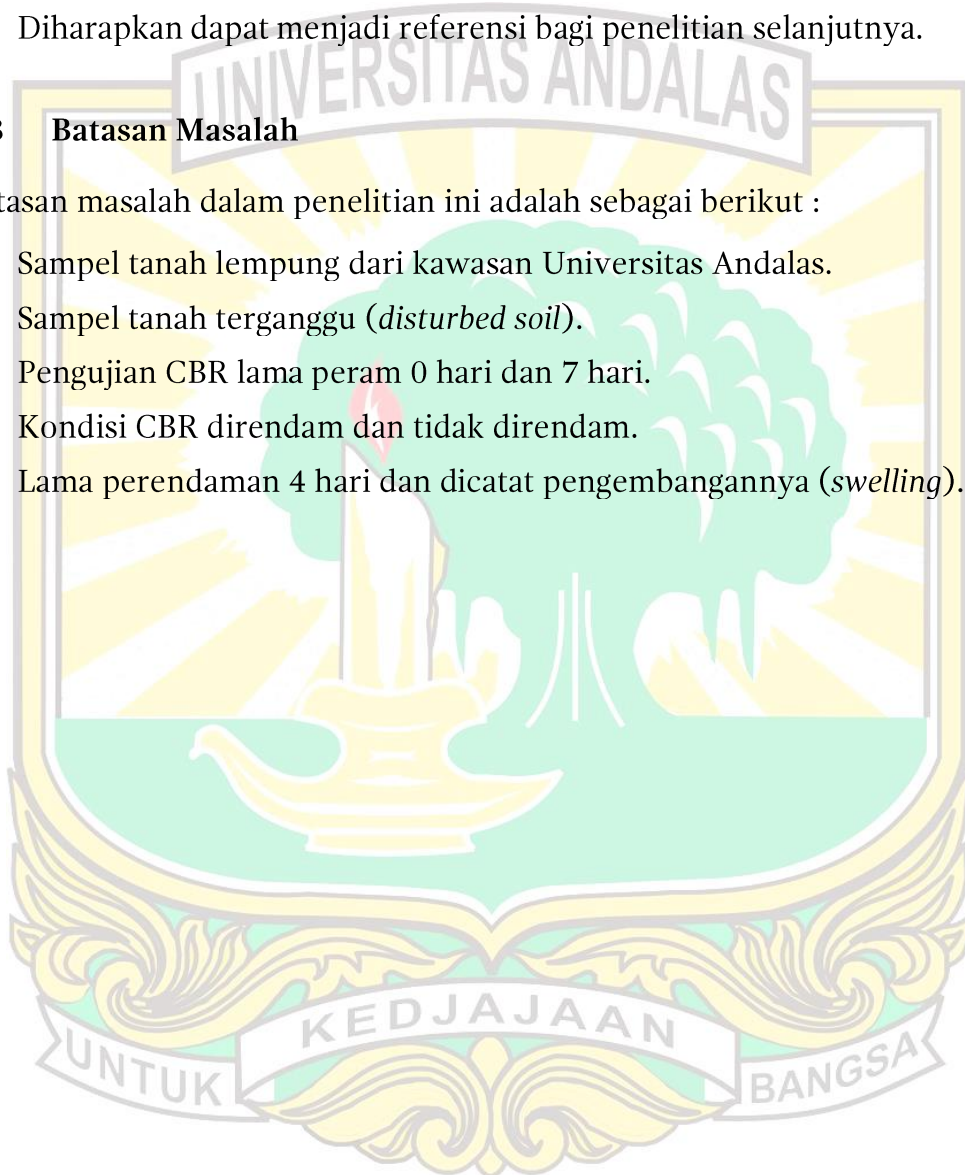 Diharapkan dapat menjadi referensi bagi penelitian selanjutnya.
UNIVERSITAS ANDALAS
Batasan Masalah
tasan masalah dalam penelitian ini adalah sebagai berikut :
Sampel tanah lempung dari kawasan Universitas Andalas.
Sampel tanah terganggu (disturbed soil).
Pengujian CBR lama peram 0 hari dan 7 hari.
Kondisi CBR direndam dan tidak direndam.
Lama perendaman 4 hari dan dicatat pengembangannya (swelling).
UNTUK KEDJAJAAN BANGSA